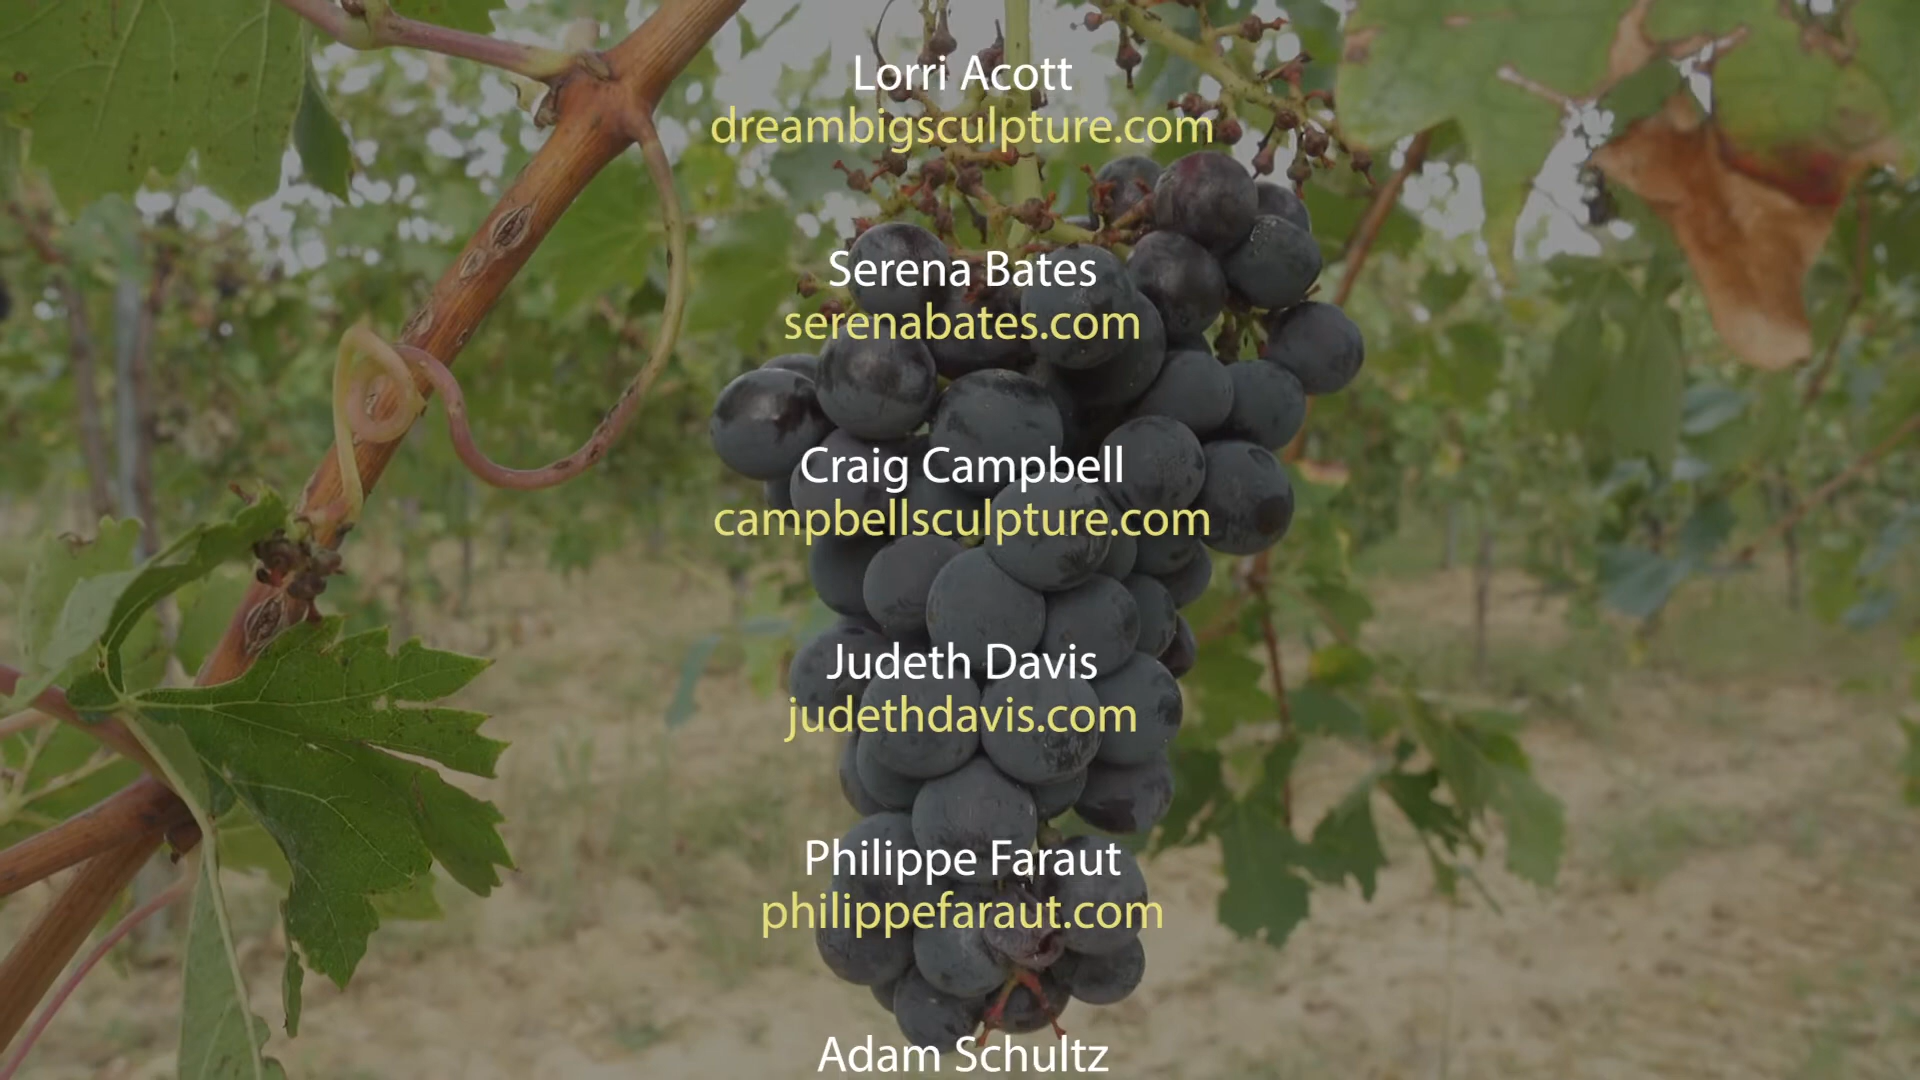 Lorri Acott
dreambigsculpture.com
Serena Bates
serenabates.com
Craig Campbell
campbellsculpture.com
Judeth Davis
judethdavis.com
Philippe Faraut
philippefaraut.com
Adam Schultz